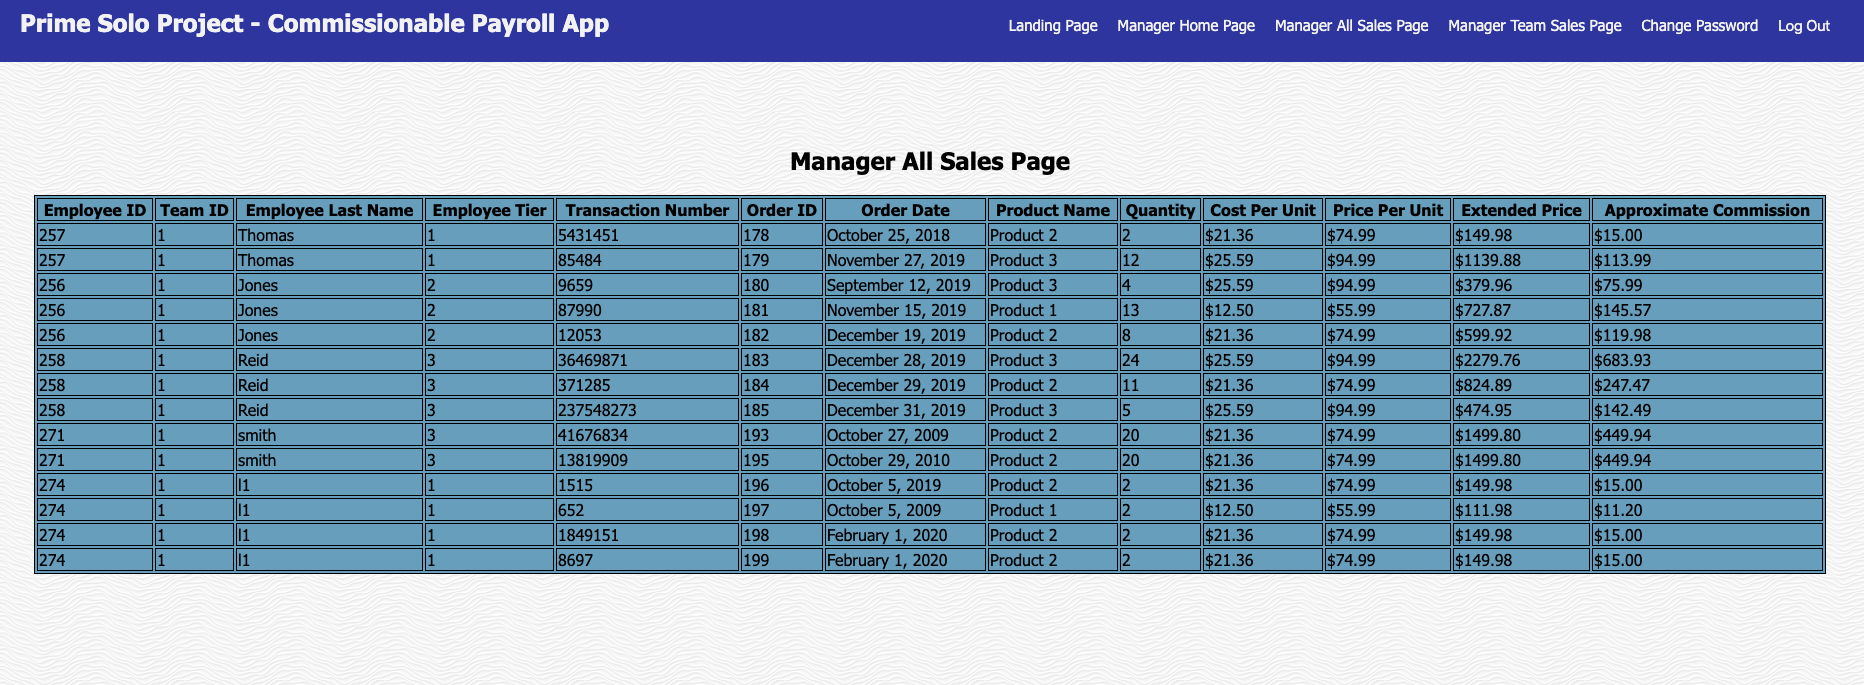 Prime Solo Project - Commissionable Payroll App Landing Page Manager Home Page Manager All Sales Page Manager Team Sales Page Change Password Log Out
Manager All Sales Page
Employee ID Team ID Employee Last Name Employee Tier Transaction Number Order ID Order Date Product Name Quantity Cost Per Unit Price Per Unit Extended Price Approximate Commission
257 1 Thomas 1 5431451 178 October 25, 2018 Product 2 2 $21.36 $74.99 $149.98 $15.00
257 1 Thomas 1 85484 179 November 27, 2019 Product 3 12 $25.59 $94.99 $1139.88 $113.99
256 1 Jones 2 9659 180 September 12, 2019 Product 3 4 $25.59 $94.99 $379.96 $75.99
256 1 Jones 2 87990 181 November 15, 2019 Product 1 13 $12.50 $55.99 $727.87 $145.57
256 1 Jones 2 12053 182 December 19, 2019 Product 2 8 $21.36 $74.99 $599.92 $119.98
258 1 Reid 3 36469871 183 December 28, 2019 Product 3 24 $25.59 $94.99 $2279.76 $683.93
258 1 Reid 3 371285 184 December 29, 2019 Product 2 11 $21.36 $74.99 $824.89 $247.47
258 1 Reid 3 237548273 185 December 31, 2019 Product 3 5 $25.59 $94.99 $474.95 $142.49
271 1 smith 3 41676834 193 October 27, 2009 Product 2 20 $21.36 $74.99 $1499.80 $449.94
271 1 smith 3 13819909 195 October 29, 2010 Product 2 20 $21.36 $74.99 $1499.80 $449.94
274 1 l1 1 1515 196 October 5, 2019 Product 2 2 $21.36 $74.99 $149.98 $15.00
274 1 l1 1 652 197 October 5, 2009 Product 1 2 $12.50 $55.99 $111.98 $11.20
274 1 l1 1 1849151 198 February 1, 2020 Product 2 2 $21.36 $74.99 $149.98 $15.00
274 1 l1 1 8697 199 February 1, 2020 Product 2 2 $21.36 $74.99 $149.98 $15.00